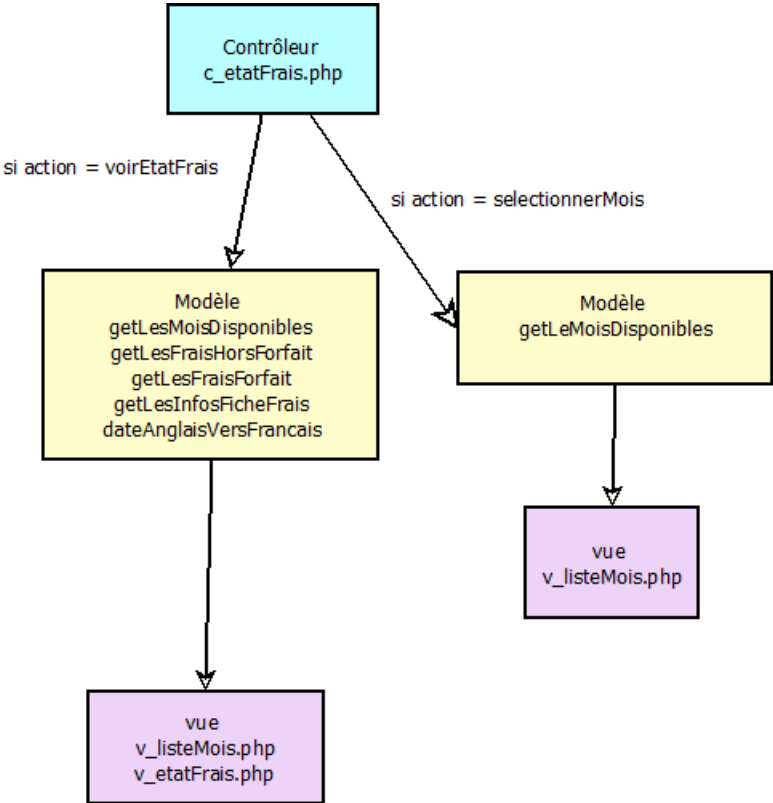 Contrôleur
c_etatFrais.php
si action = voirEtatFrais
si action = selectionnerMois
Modèle
getLesMoisDisponibles
getLesFraisHorsForfait
getLesFraisForfait
getLesInfosFicheFrais
dateAnglaisVersFrancais
Modèle
getLeMoisDisponibles
vue
v_listeMois.php
vue
v_listeMois.php
v_etatFrais.php